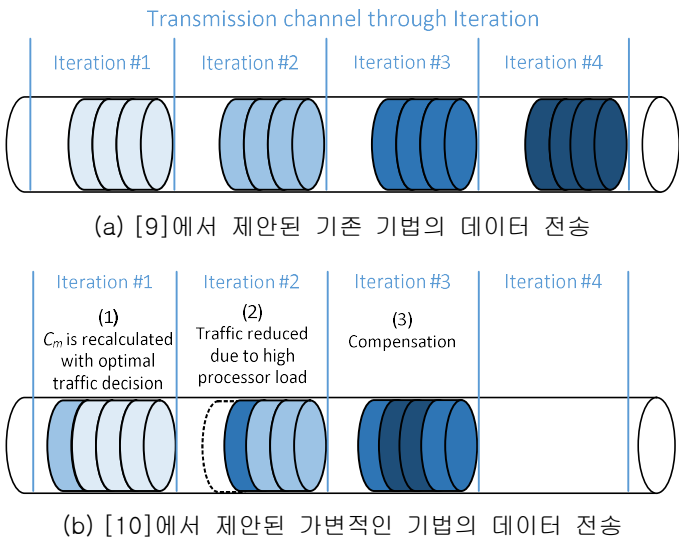 Transmission channel through Iteration
Iteration #1 Iteration #2 Iteration #3 Iteration #4
(a) [9]에서 제안된 기존 기법의 데이터 전송
Iteration #1 Iteration #2 Iteration #3 Iteration #4
(1)
Cm is recalculated
with optimal
traffic decision
(2)
Traffic reduced
due to high
processor load
(3)
Compensation
(b) [10]에서 제안된 가변적인 기법의 데이터 전송